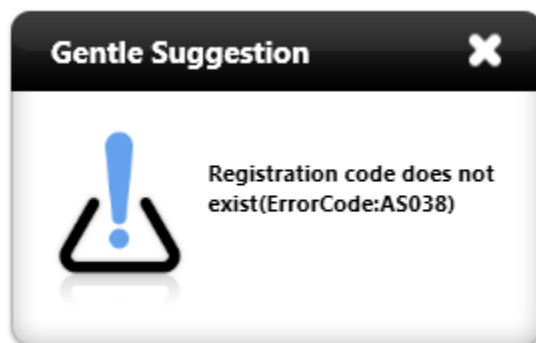 Gentle Suggestion
Registration code does not
exist(ErrorCode:AS038)